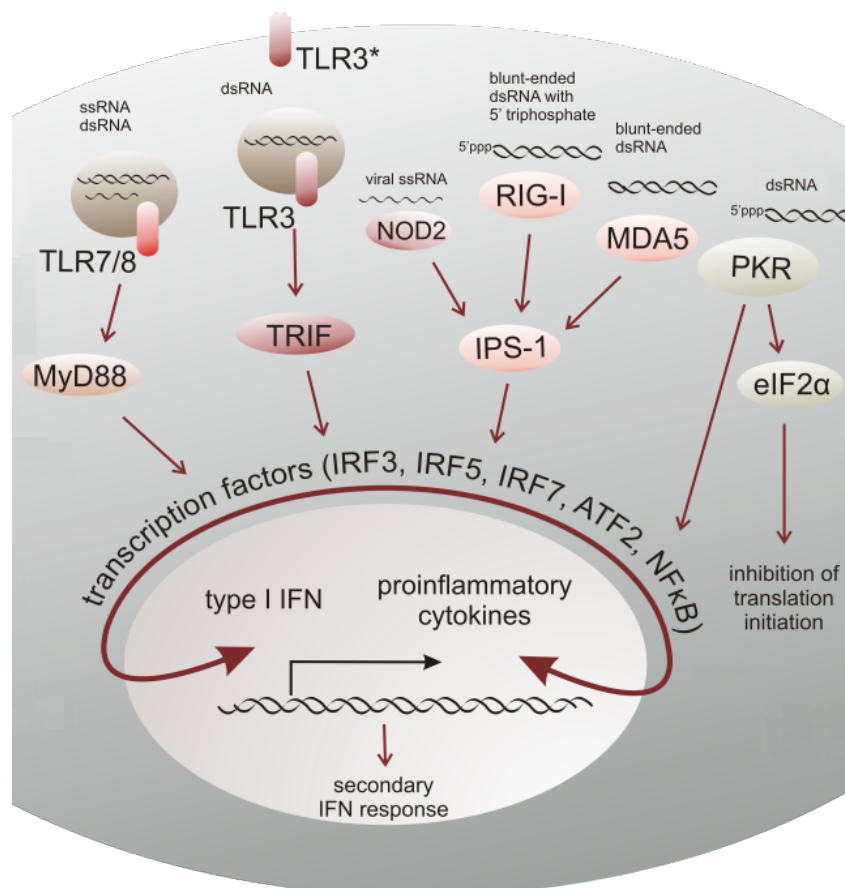 TLR3*
ssRNA
dsRNA
TLR7/8
MyD88
dsRNA
TLR3
TRIF
viral ssRNA
NOD2
blunt-ended
dsRNA with
5' triphosphate
5'ppp
RIG-I
IPS-1
blunt-ended
dsRNA
MDA5
dsRNA
5'ppp
PKR
eIF2α
inhibition of
translation
initiation
transcription factors (IRF3, IRF5, IRF7, ATF2, NFκB)
type I IFN
proinflammatory
cytokines
secondary
IFN response